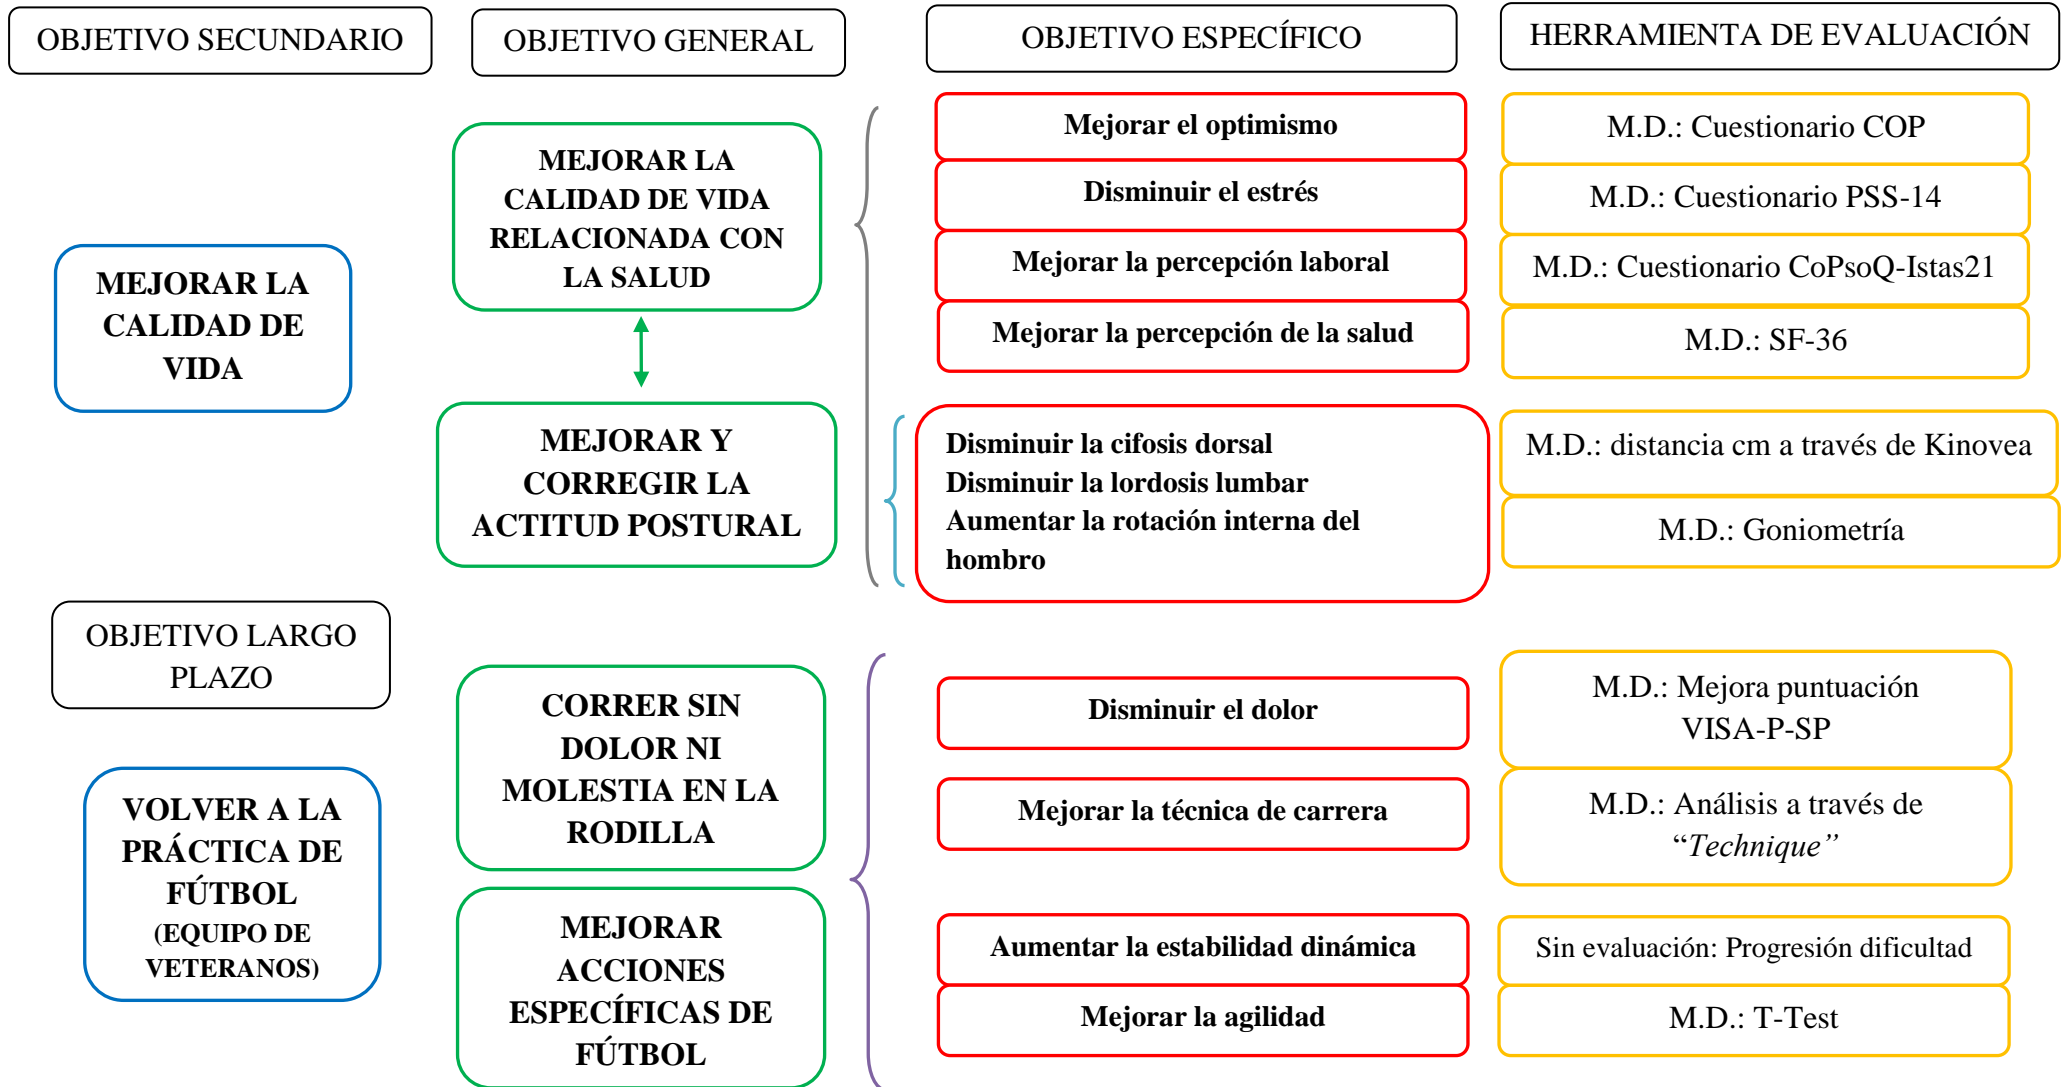 OBJETIVO SECUNDARIO
OBJETIVO GENERAL
OBJETIVO ESPECÍFICO
HERRAMIENTA DE EVALUACIÓN
MEJORAR LA
CALIDAD DE
VIDA
MEJORAR LA
CALIDAD DE VIDA
RELACIONADA CON
LA SALUD
Mejorar el optimismo
M.D.: Cuestionario COP
Disminuir el estrés
M.D.: Cuestionario PSS-14
Mejorar la percepción laboral
M.D.: Cuestionario CoPsoQ-Istas21
Mejorar la percepción de la salud
M.D.: SF-36
MEJORAR Y
CORREGIR LA
ACTITUD POSTURAL
Disminuir la cifosis dorsal
Disminuir la lordosis lumbar
Aumentar la rotación interna del
hombro
M.D.: distancia cm a través de Kinovea
M.D.: Goniometría
OBJETIVO LARGO
PLAZO
VOLVER A LA
PRÁCTICA DE
FÚTBOL
(EQUIPO DE
VETERANOS)
CORRER SIN
DOLOR NI
MOLESTIA EN LA
RODILLA
Disminuir el dolor
M.D.: Mejora puntuación
VISA-P-SP
Mejorar la técnica de carrera
M.D.: Análisis a través de
“Technique”
MEJORAR
ACCIONES
ESPECÍFICAS DE
FÚTBOL
Aumentar la estabilidad dinámica
Sin evaluación: Progresión dificultad
Mejorar la agilidad
M.D.: T-Test